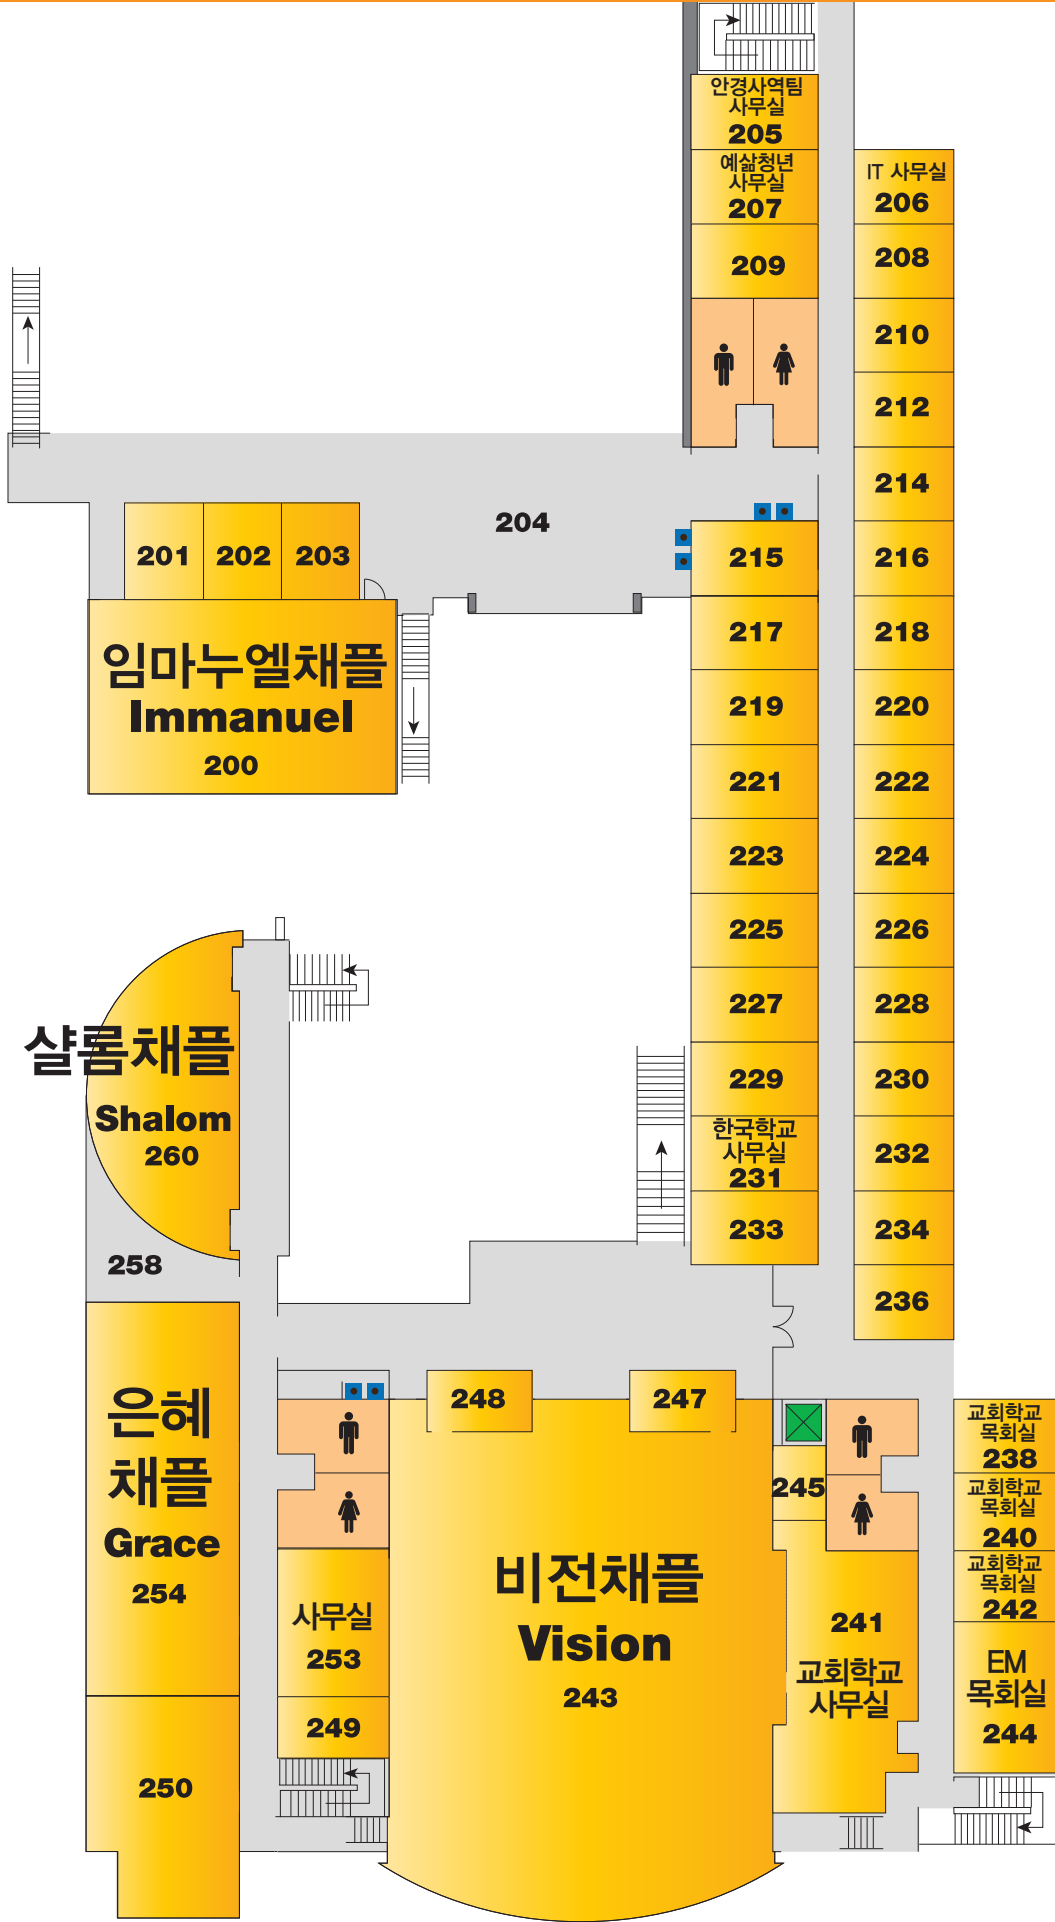 안경사역팀
사무실
205
예삶청년
사무실
207
IT 사무실
206
209
208
210
212
214
204
201
202
203
215
216
임마누엘채플
Immanuel
200
217
218
219
220
221
222
223
224
225
226
227
228
229
230
한국학교
사무실
231
232
233
234
236
샬롬채플
Shalom
260
258
은혜
채플
Grace
254
250
248
247
245
사무실
253
249
비전채플
Vision
243
241
교회학교
사무실
교회학교
목회실
238
교회학교
목회실
240
교회학교
목회실
242
EM
목회실
244